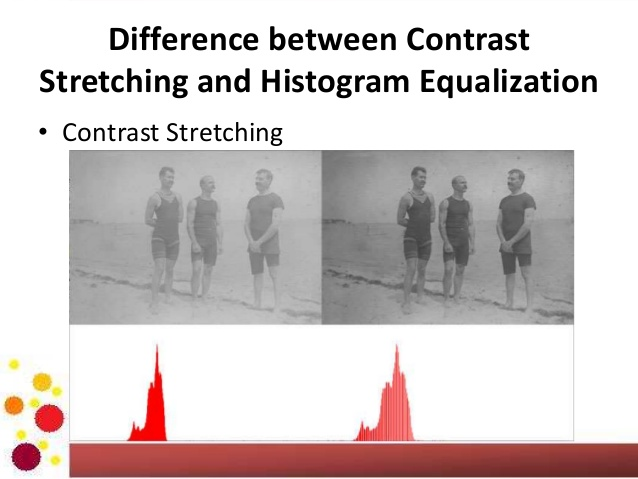 Difference between Contrast
Stretching and Histogram Equalization
• Contrast Stretching